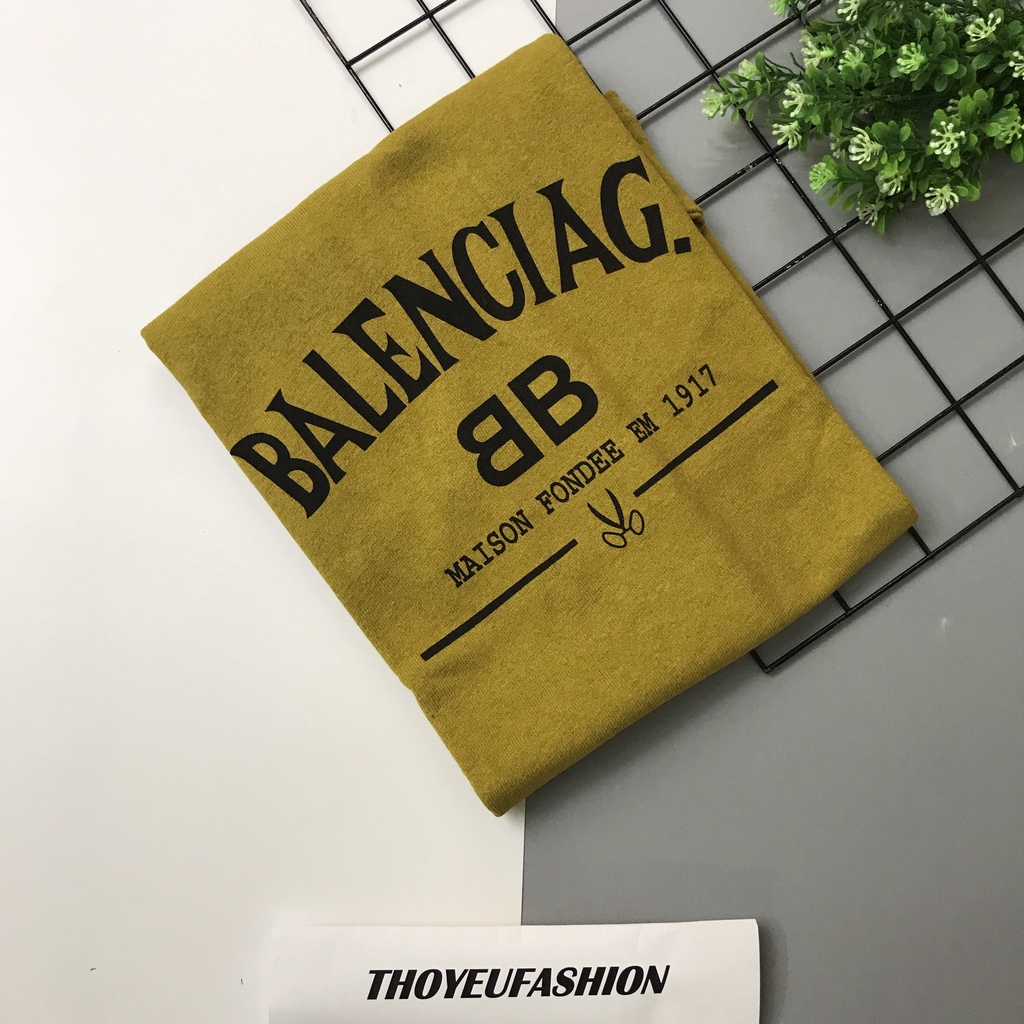 BALENCIAG.
BB
MAISON FONDEE EM 1917
THOYEUFASHION